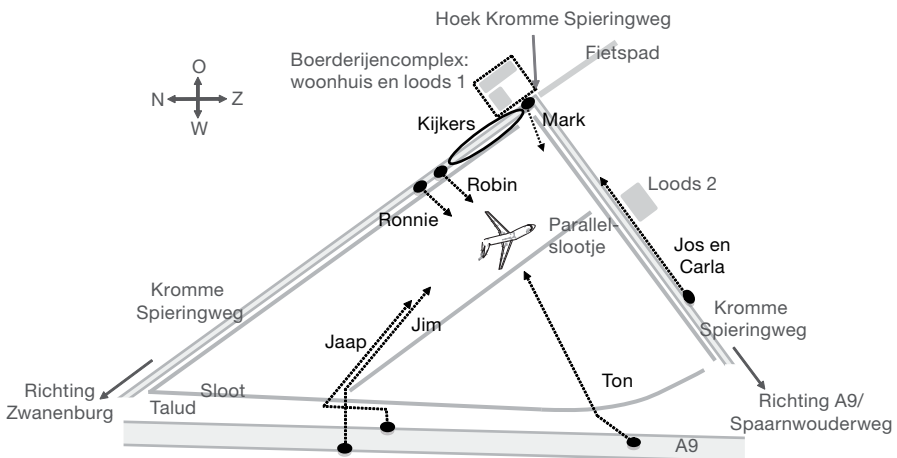 Hoek Kromme Spieringweg
Fietspad
Boerderijencomplex:
woonhuis en loods 1
O
N
Z
W
Kijkers
Mark
Robin
Ronnie
Loods 2
Parallel-
slootje
Jos en
Carla
Kromme
Spieringweg
Kromme
Spieringweg
Jaap
Jim
Ton
Richting
Zwanenburg
Sloot
Talud
Richting A9/
Spaarnwouderweg
A9